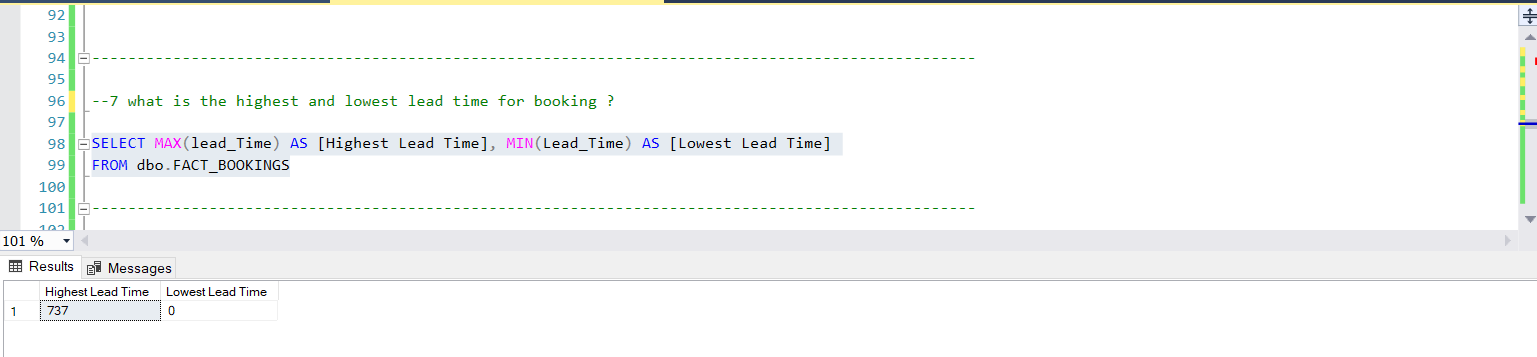 92
93
94 --------------------------------------------------------------------------------------------------
95
96 --7 what is the highest and lowest lead time for booking ?
97
98 SELECT MAX(lead_Time) AS [Highest Lead Time], MIN(Lead_Time) AS [Lowest Lead Time]
99 FROM dbo.FACT_BOOKINGS
100
101 --------------------------------------------------------------------------------------------------
102
101 %
Results Messages
Highest Lead Time Lowest Lead Time
1 737 0